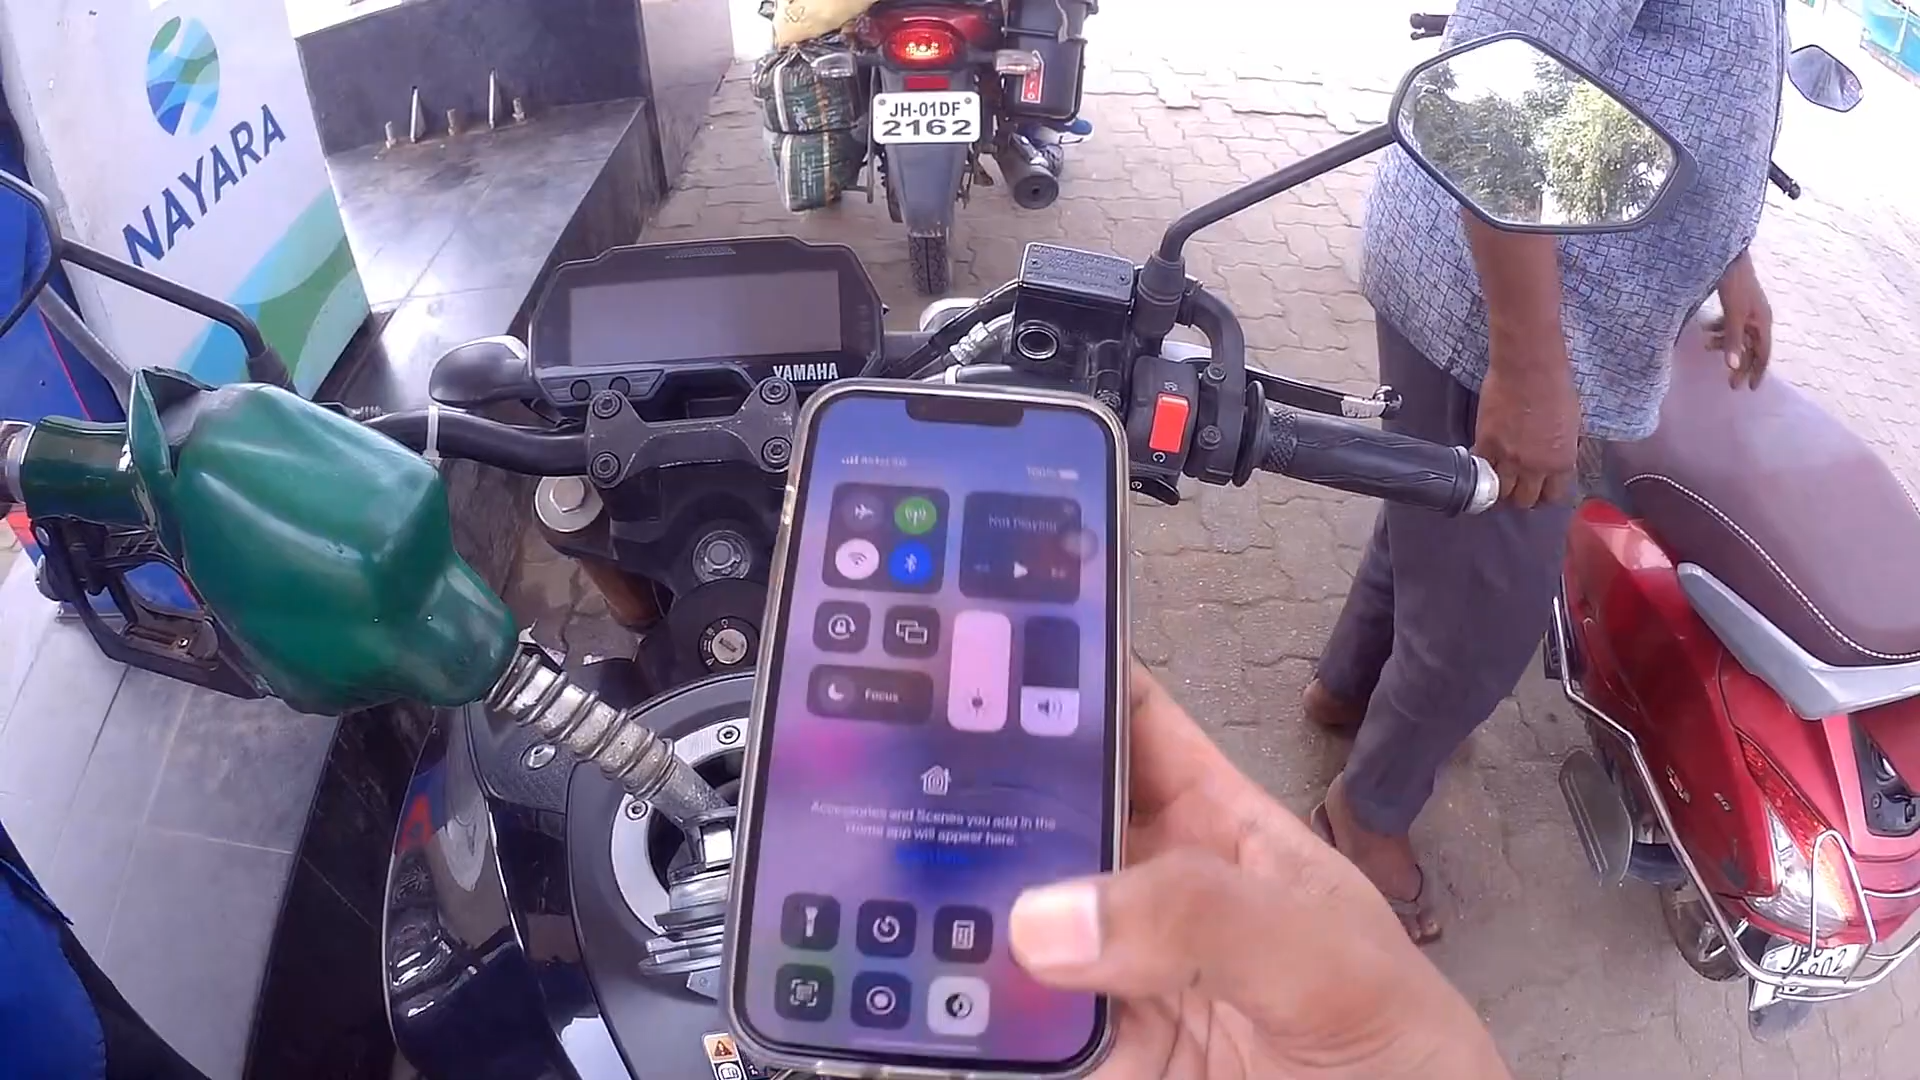 NAYARA
JH-01DF
2162
YAMAHA
Not Playing
Focus
Accessories and Scenes you add in the
Home app will appear here.